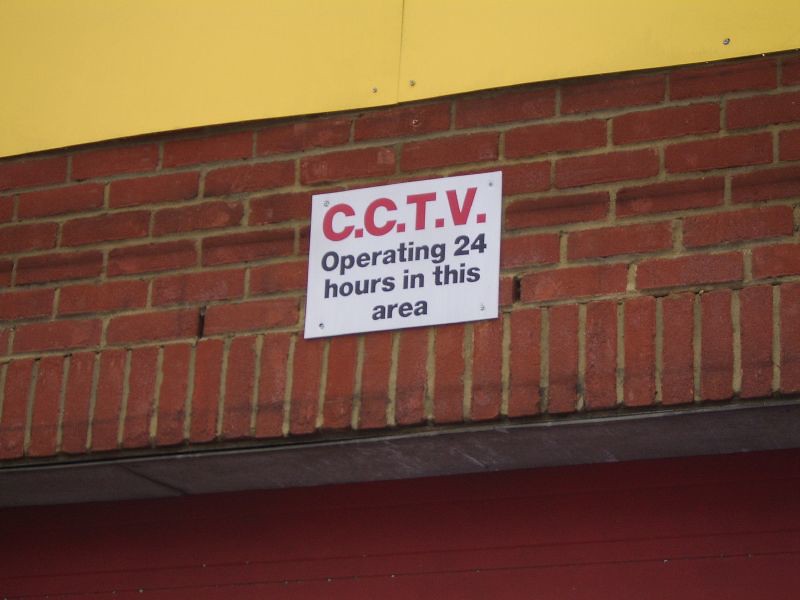 C.C.T.V.
Operating 24
hours in this
area